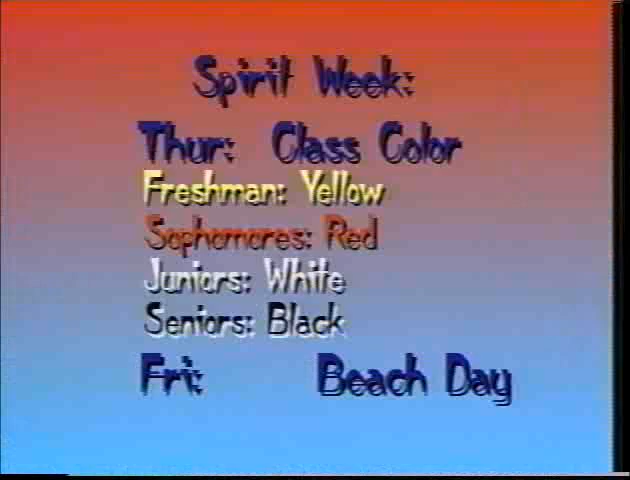 Spirit Week:
Thur: Class Color
Freshman: Yellow
Sophomores: Red
Juniors: White
Seniors: Black
Fri: Beach Day